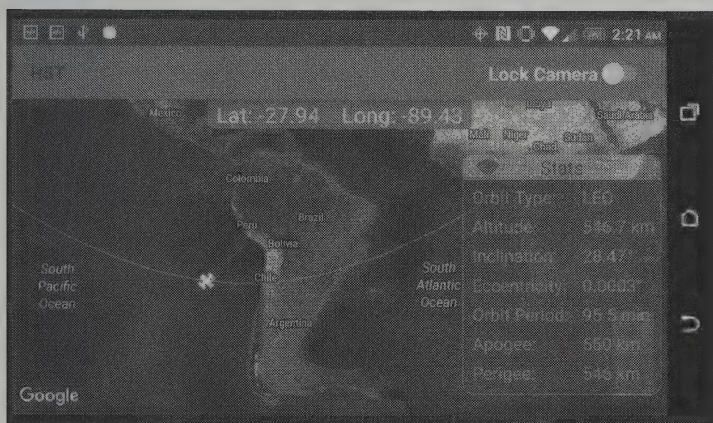 2:21 AM
HST
Lock Camera
Lat: -27.94 Long: -89.43
Mexico
Mali Niger Chad Sudan Saudi Arabia
Stats
Colombia
Peru
Brazil
Bolivia
Chile
Argentina
South
Pacific
Ocean
South
Atlantic
Ocean
Orbit Type: LEO
Altitude: 546.7 km
Inclination: 28.47°
Eccentricity: 0.0003°
Orbit Period: 95.5 min
Apogee: 550 km
Perigee: 546 km
Google